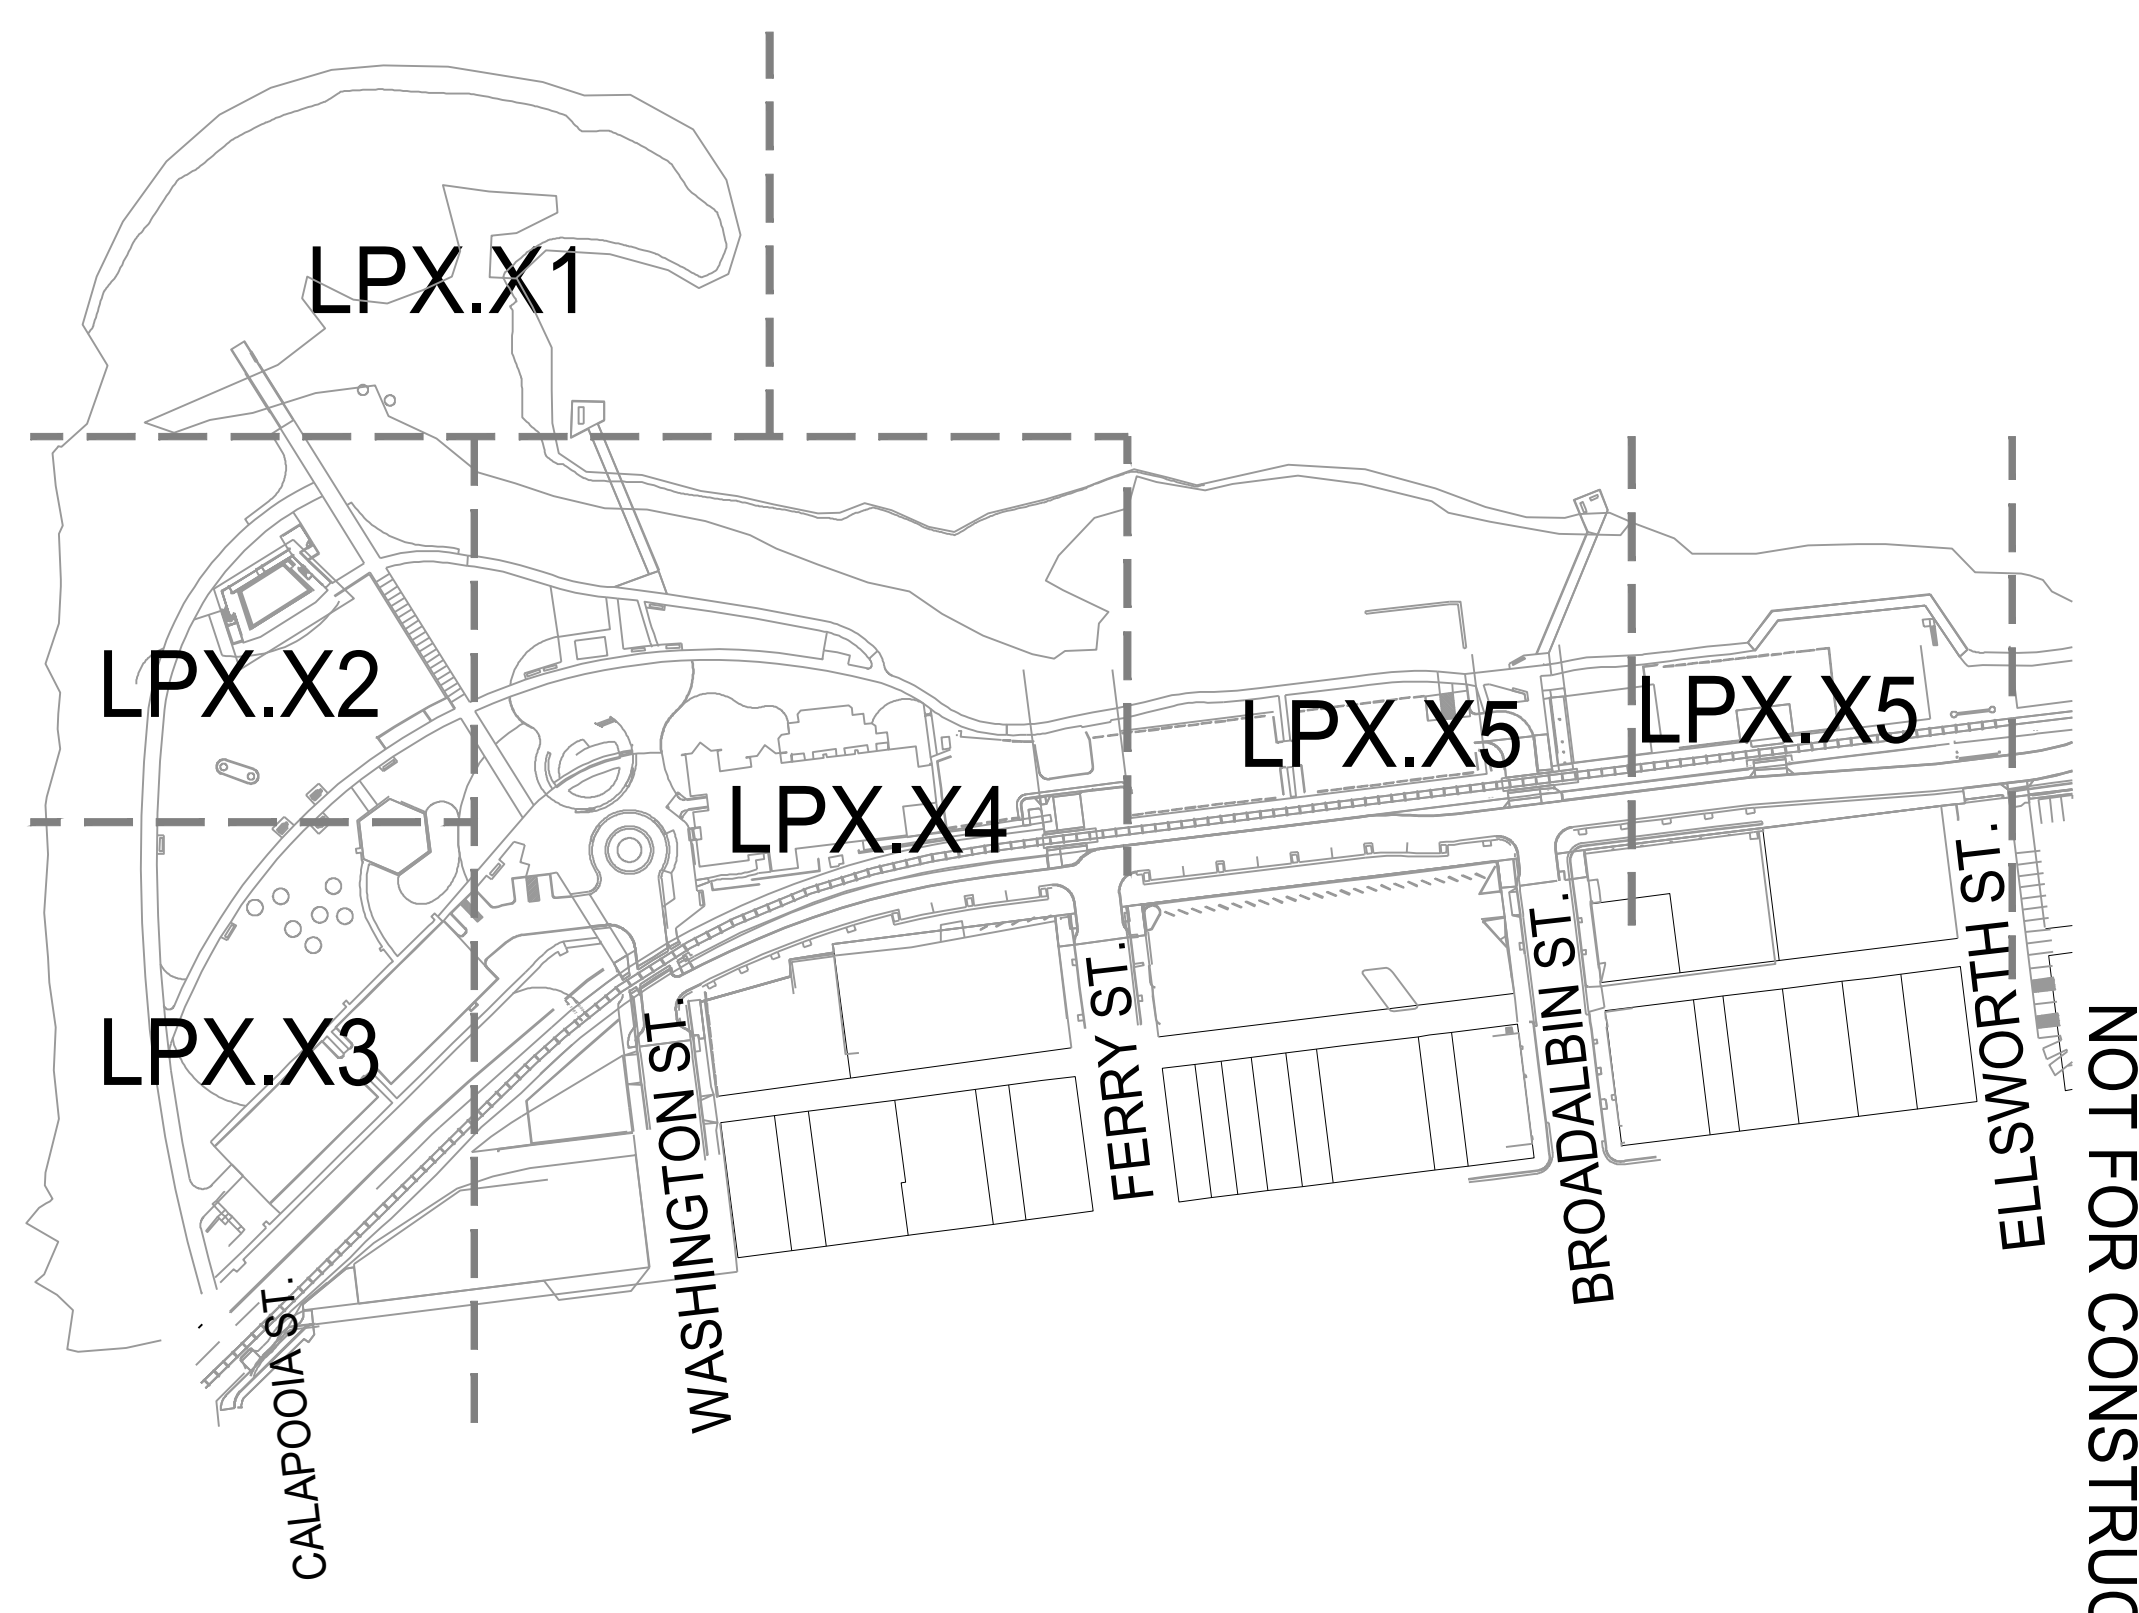 LPX.X1
LPX.X2
LPX.X5
LPX.X5
LPX.X4
LPX.X3
CALAPOOIA ST.
WASHINGTON ST.
FERRY ST.
BROADALBIN ST.
ELLSWORTH ST.
NOT FOR CONSTRUC